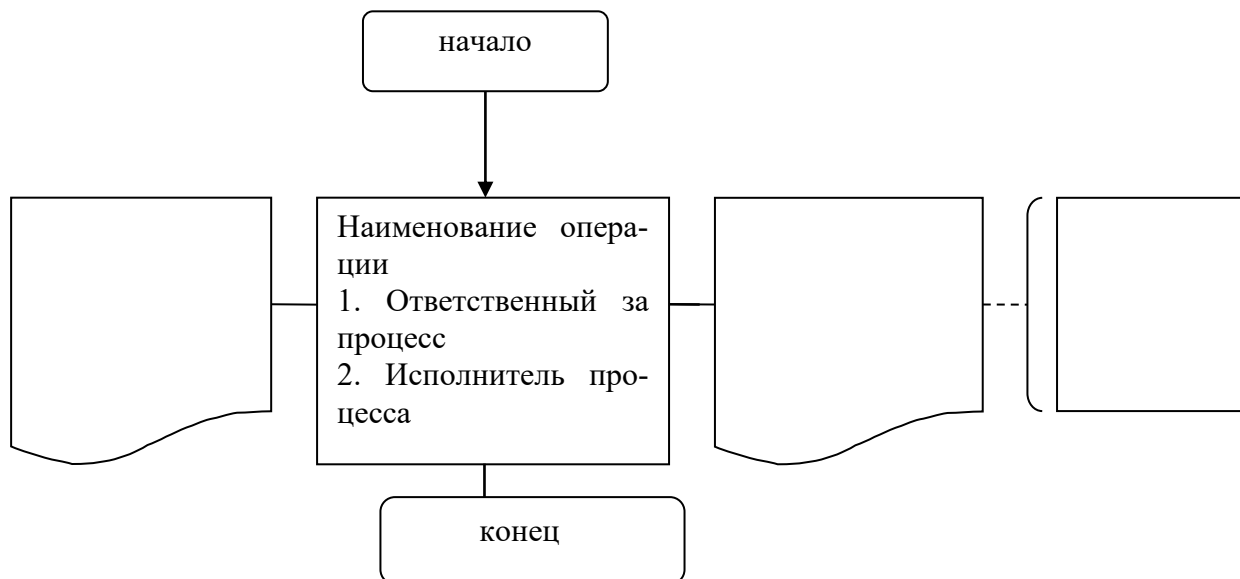 начало
Наименование опера-
ции
1. Ответственный за
процесс
2. Исполнитель про-
цесса
конец